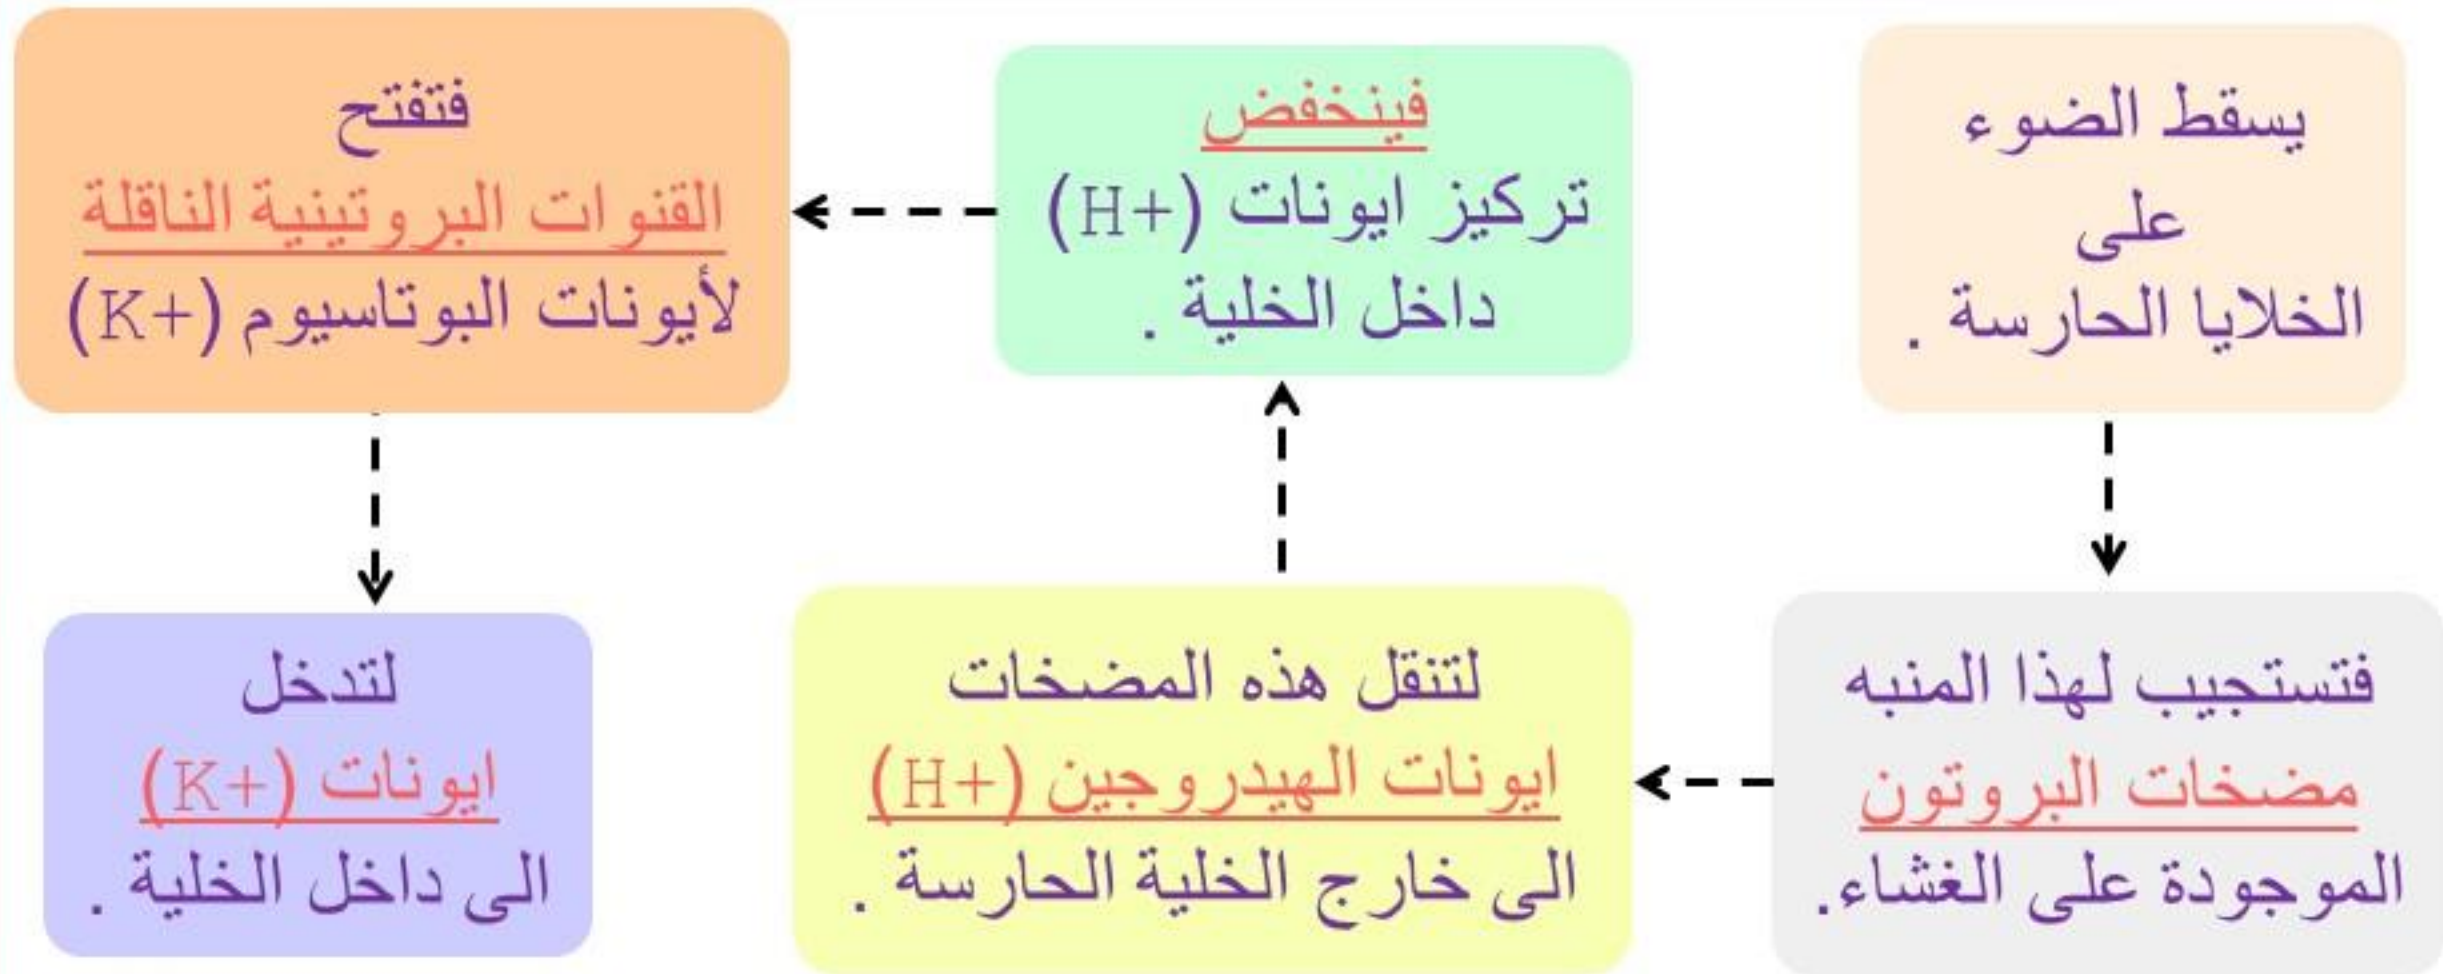 يسقط الضوء
على
الخلايا الحارسة .
فتستجيب لهذا المنبه
مضخات البروتون
الموجودة على الغشاء.
لتنقل هذه المضخات
ايونات الهيدروجين (H+)
الى خارج الخلية الحارسة .
فينخفض
تركيز ايونات (H+)
داخل الخلية .
فتفتح
القنوات البروتينية الناقلة
لأيونات البوتاسيوم (K+)
لتدخل
ايونات (K+)
الى داخل الخلية .